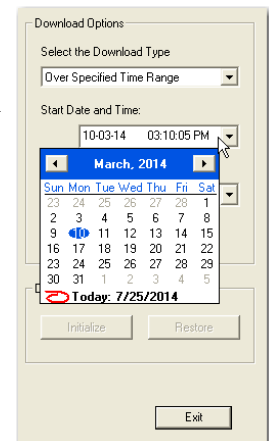 Download Options
Select the Download Type
Over Specified Time Range
Start Date and Time:
10-03-14 03:10:05 PM
March, 2014
Sun Mon Tue Wed Thu Fri Sat
23 24 25 26 27 28 1
2 3 4 5 6 7 8
9 10 11 12 13 14 15
16 17 18 19 20 21 22
23 24 25 26 27 28 29
30 31 1 2 3 4 5
Today: 7/25/2014
Initialize Restore
Exit